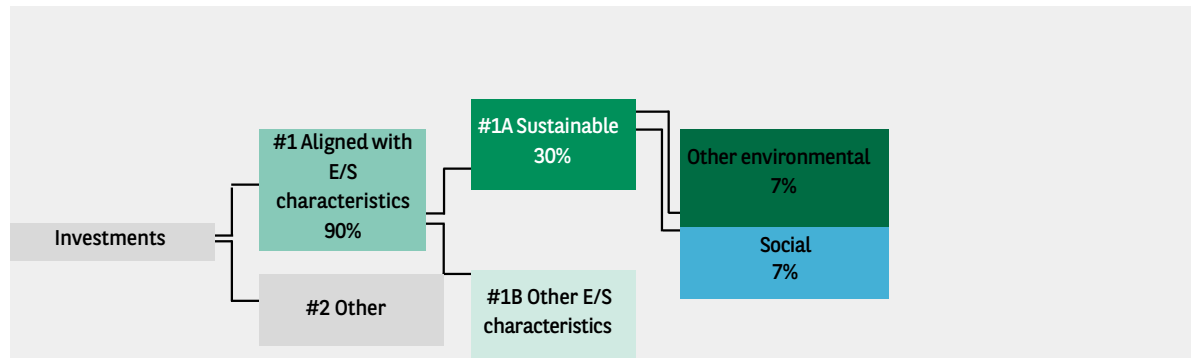 #1A Sustainable
30%
#1 Aligned with
E/S
characteristics
90%
Other environmental
7%
Investments
Social
7%
#2 Other
#1B Other E/S
characteristics